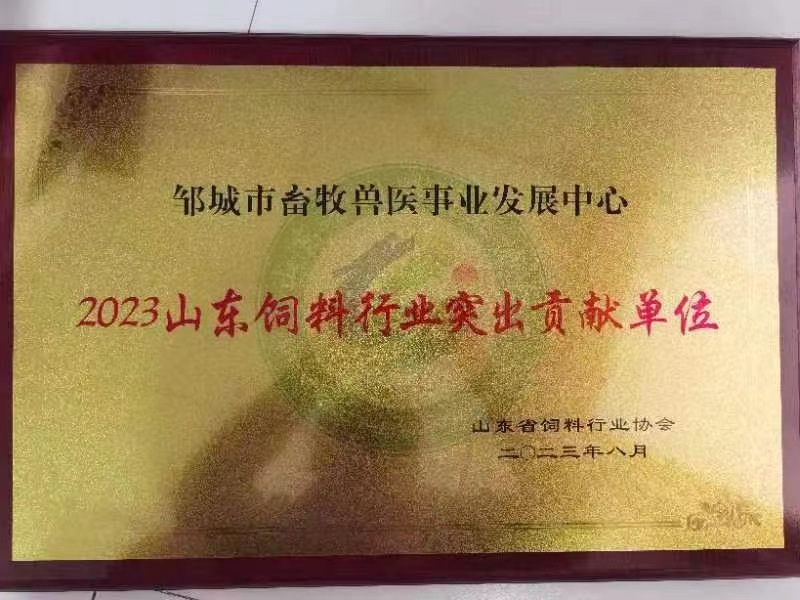 邹城市畜牧兽医事业发展中心
2023山东饲料行业突出贡献单位
山东省饲料行业协会
二〇二三年八月